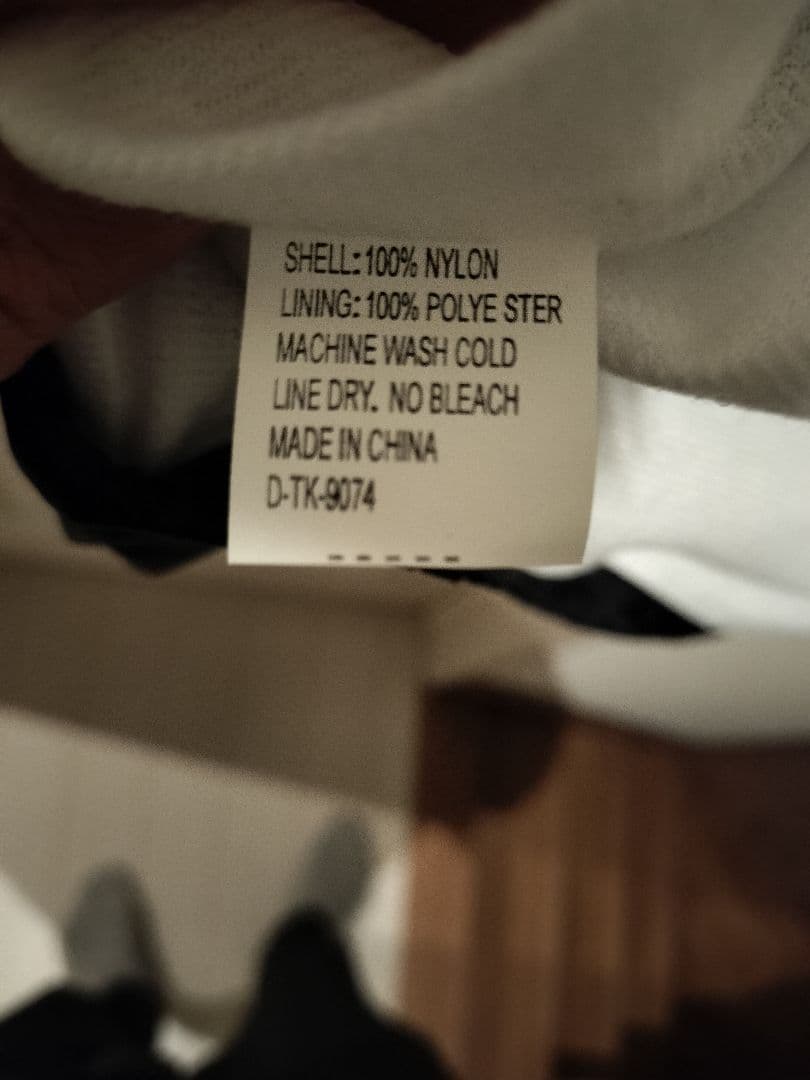 SHELL: 100% NYLON
LINING: 100% POLYE STER
MACHINE WASH COLD
LINE DRY. NO BLEACH
MADE IN CHINA
D-TK-9074